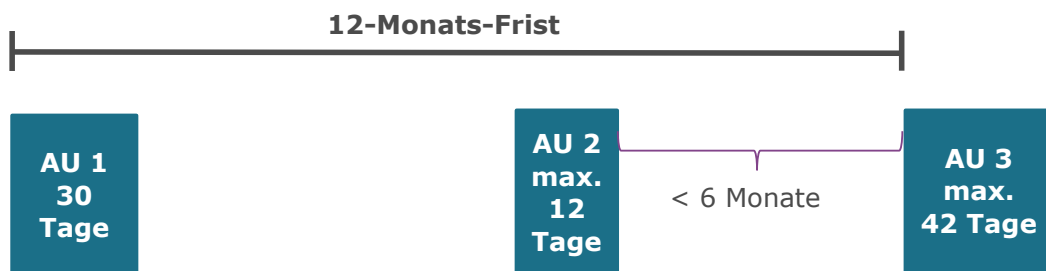 12-Monats-Frist
AU 1
30
Tage
AU 2
max.
12
Tage
< 6 Monate
AU 3
max.
42 Tage